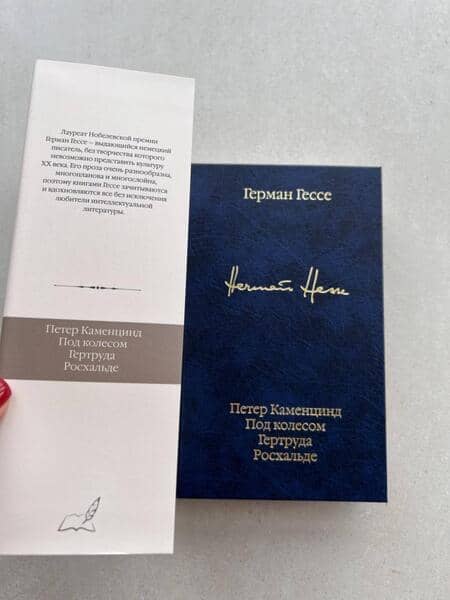 Лауреат Нобелевской премии
Герман Гессе – выдающийся немецкий
писатель, без творчества которого
невозможно представить культуру
XX века. Его проза очень разнообразна,
многопланова и многослойна,
поэтому книгами Гессе зачитываются
и вдохновляются все без исключения
любители интеллектуальной
литературы.
Петер Каменцинд
Под колесом
Гертруда
Росхальде
Герман Гессе
Hermann Hesse
Петер Каменцинд
Под колесом
Гертруда
Росхальде